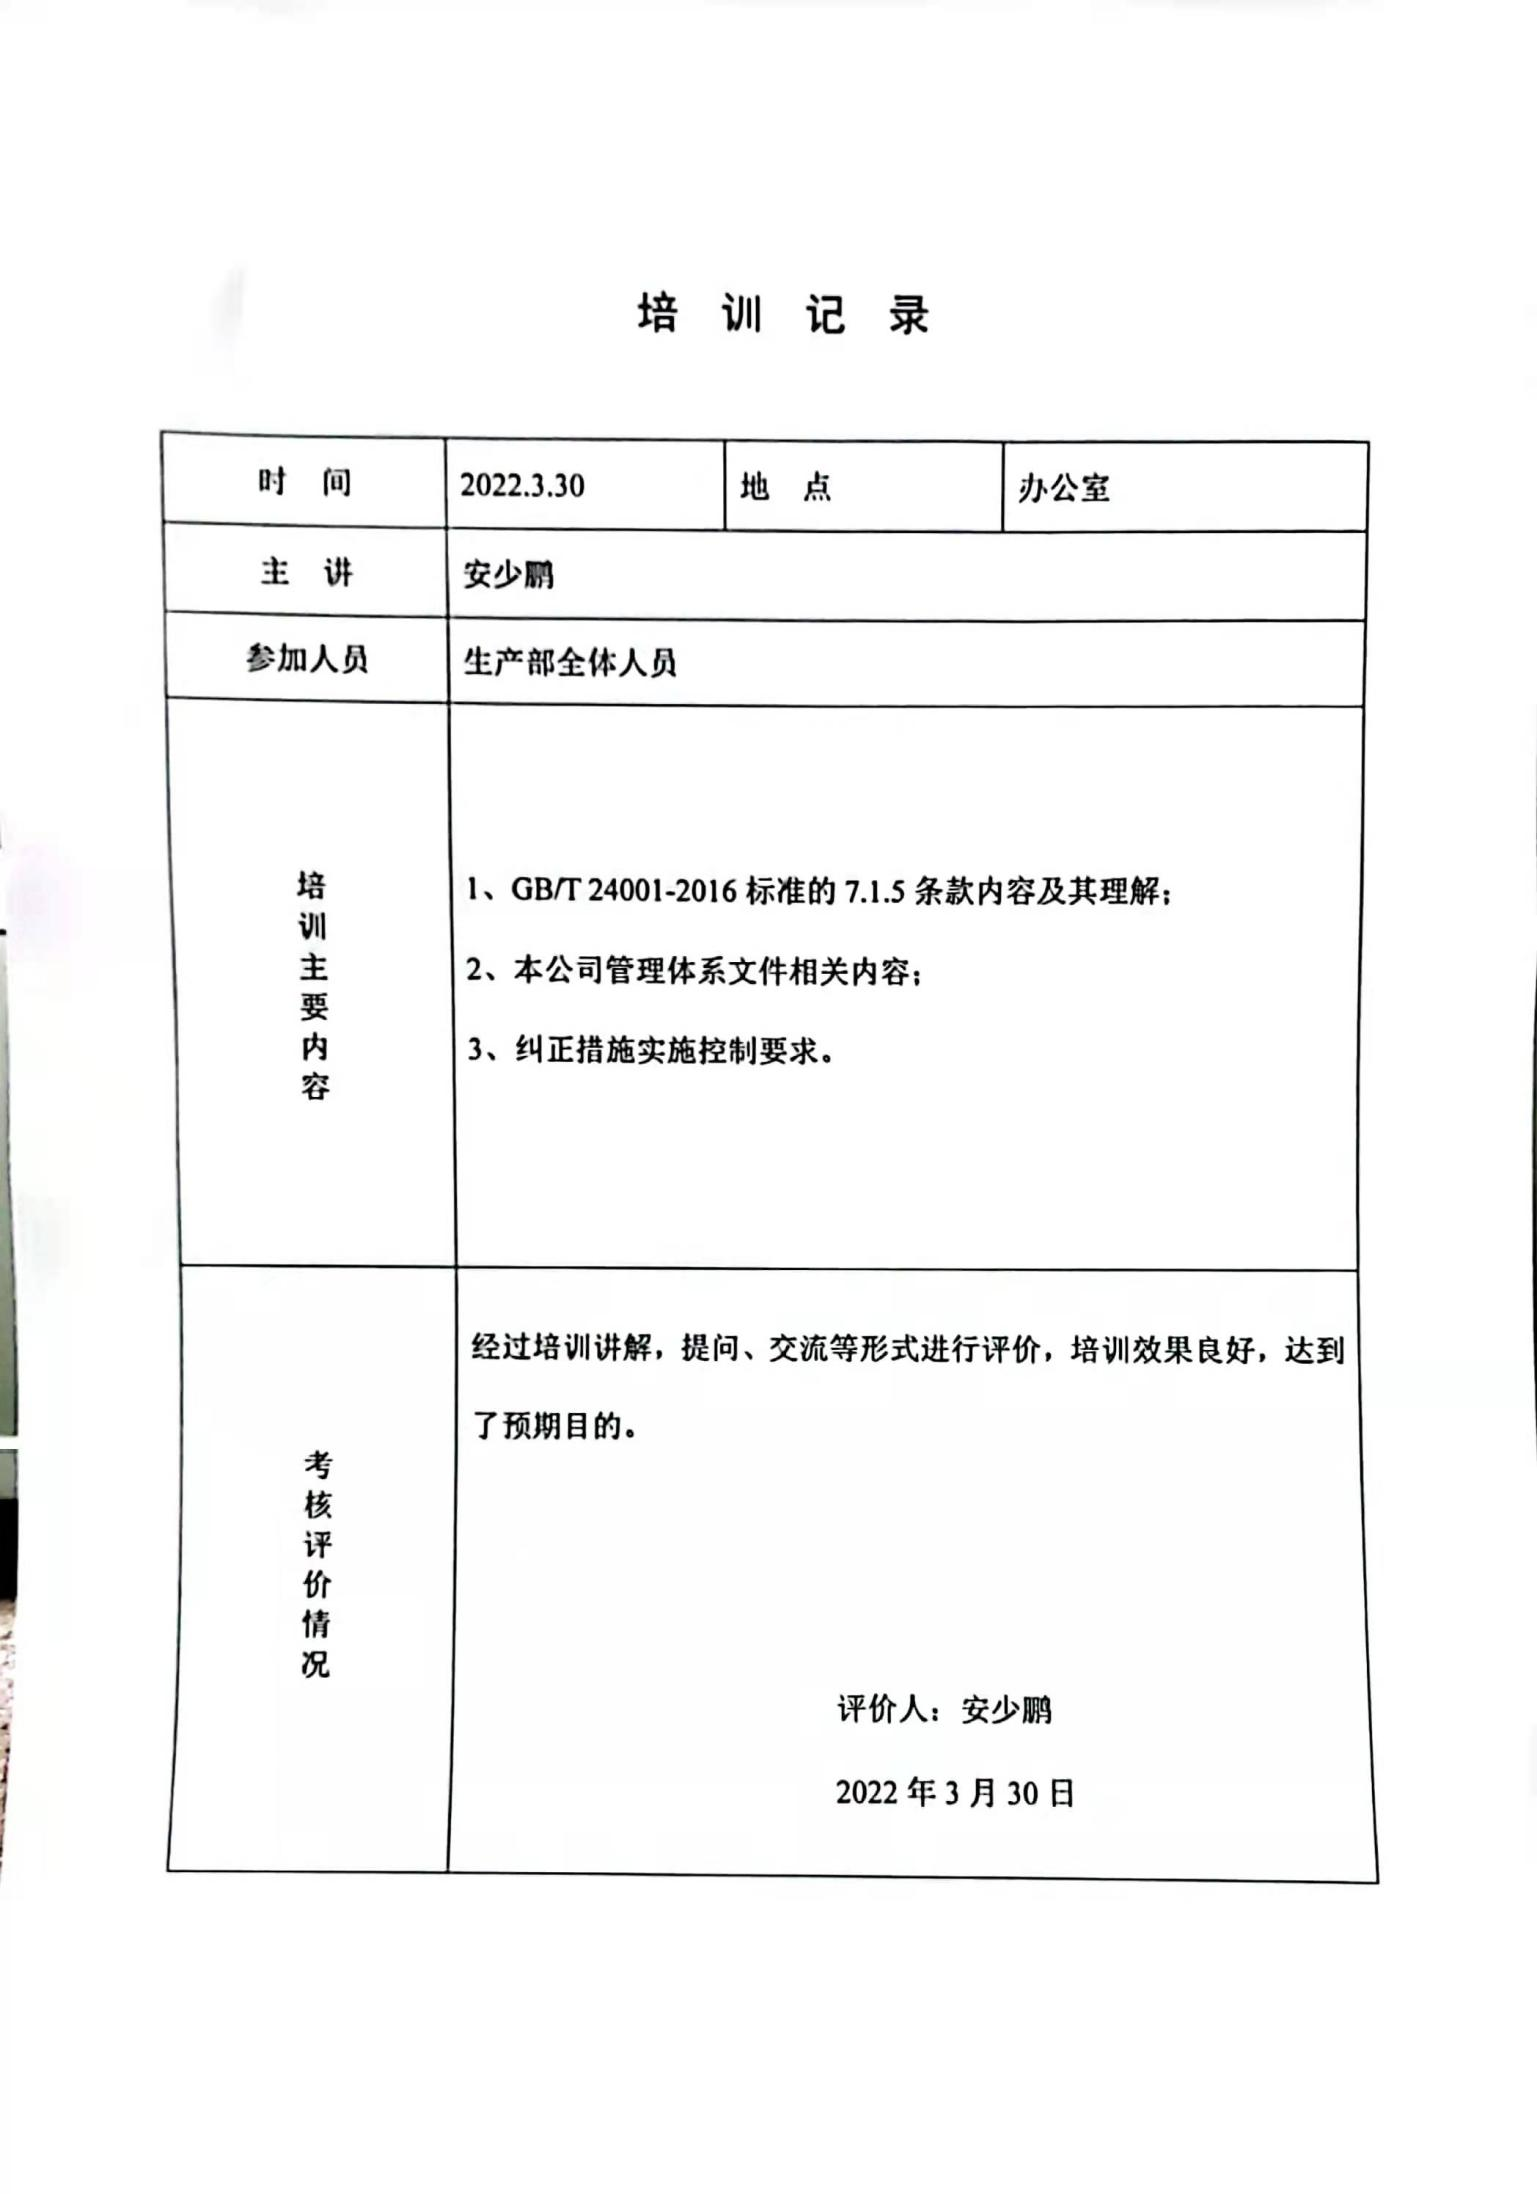 培 训 记 录
时 间 2022.3.30 地 点 办公室
主 讲 安少鹏
参加人员 生产部全体人员
培训主要内容
1、GB/T 24001-2016 标准的 7.1.5 条款内容及其理解；
2、本公司管理体系文件相关内容；
3、纠正措施实施控制要求。
考核评价情况
经过培训讲解，提问、交流等形式进行评价，培训效果良好，达到
了预期目的。
评价人：安少鹏
2022 年 3 月 30 日